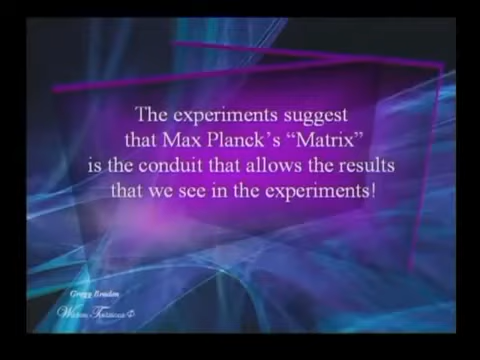 The experiments suggest
that Max Planck's “Matrix”
is the conduit that allows the results
that we see in the experiments!
Gregg Braden